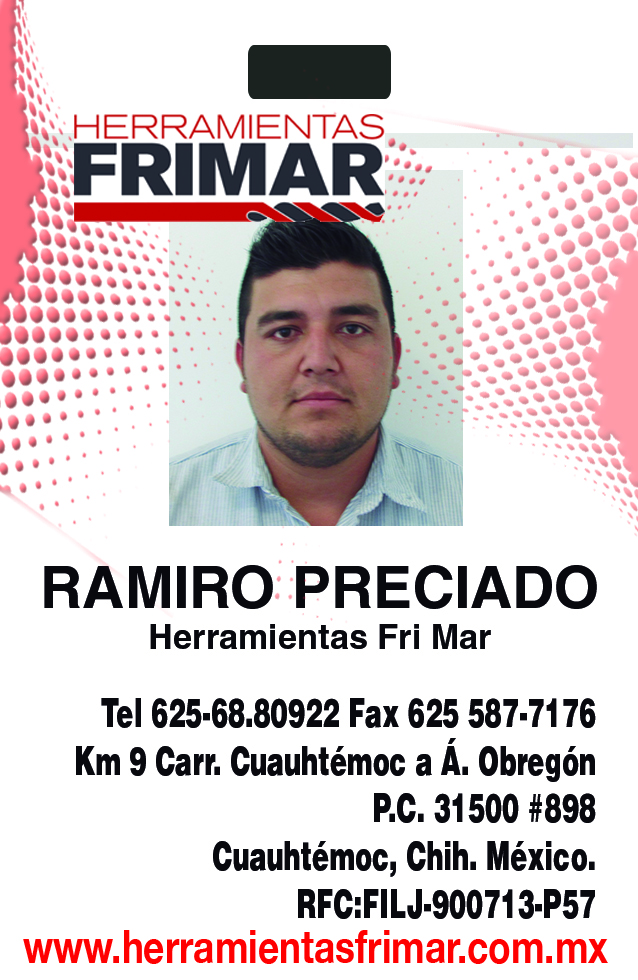 HERRAMIENTAS
FRIMAR
RAMIRO PRECIADO
Herramientas Fri Mar
Tel 625-68.80922 Fax 625 587-7176
Km 9 Carr. Cuauhtémoc a Á. Obregón
P.C. 31500 #898
Cuauhtémoc, Chih. México.
RFC:FILJ-900713-P57
www.herramientasfrimar.com.mx